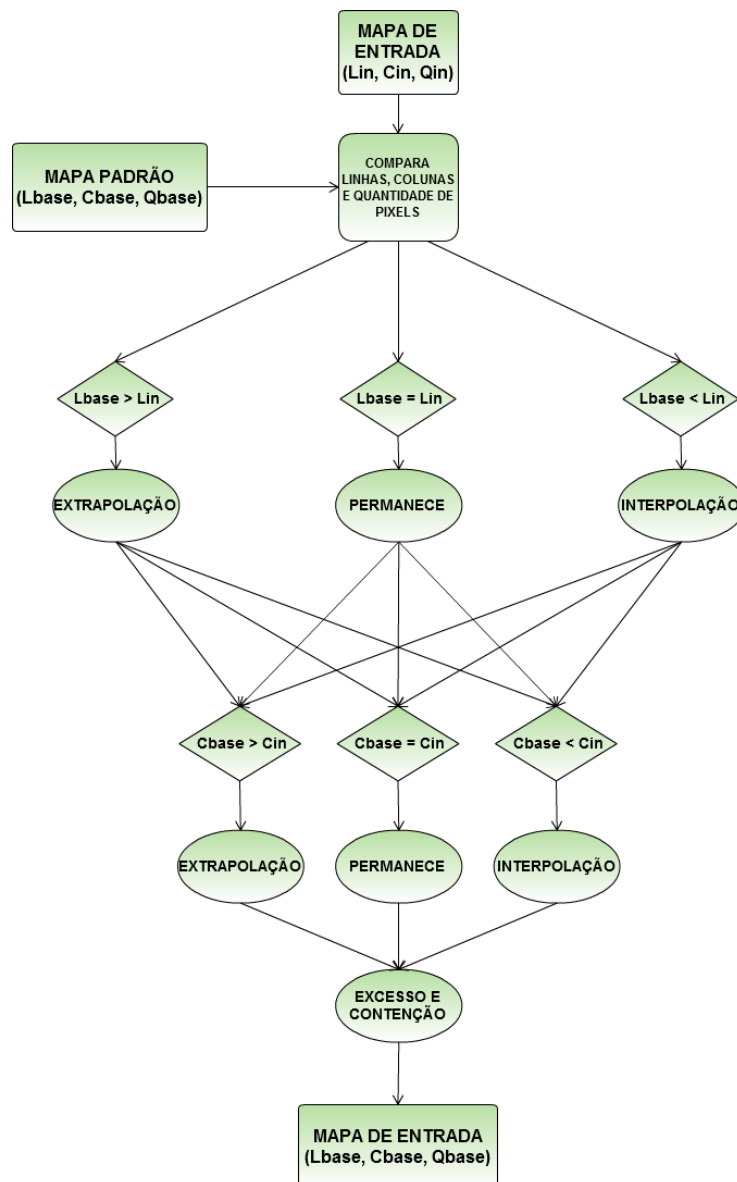 MAPA DE
ENTRADA
(Lin, Cin, Qin)
MAPA PADRÃO
(Lbase, Cbase, Qbase)
COMPARA
LINHAS, COLUNAS
E QUANTIDADE DE
PIXELS
Lbase > Lin
Lbase = Lin
Lbase < Lin
EXTRAPOLAÇÃO
PERMANECE
INTERPOLAÇÃO
Cbase > Cin
Cbase = Cin
Cbase < Cin
EXTRAPOLAÇÃO
PERMANECE
INTERPOLAÇÃO
EXCESSO E
CONTENÇÃO
MAPA DE ENTRADA
(Lbase, Cbase, Qbase)